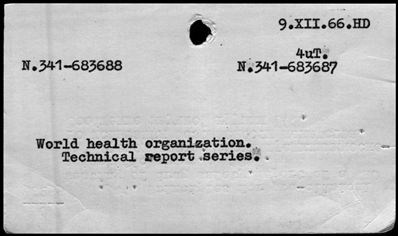 9.XII.66.HD
4uT.
N.341-683688 N.341-683687
World health organization.
Technical report series.